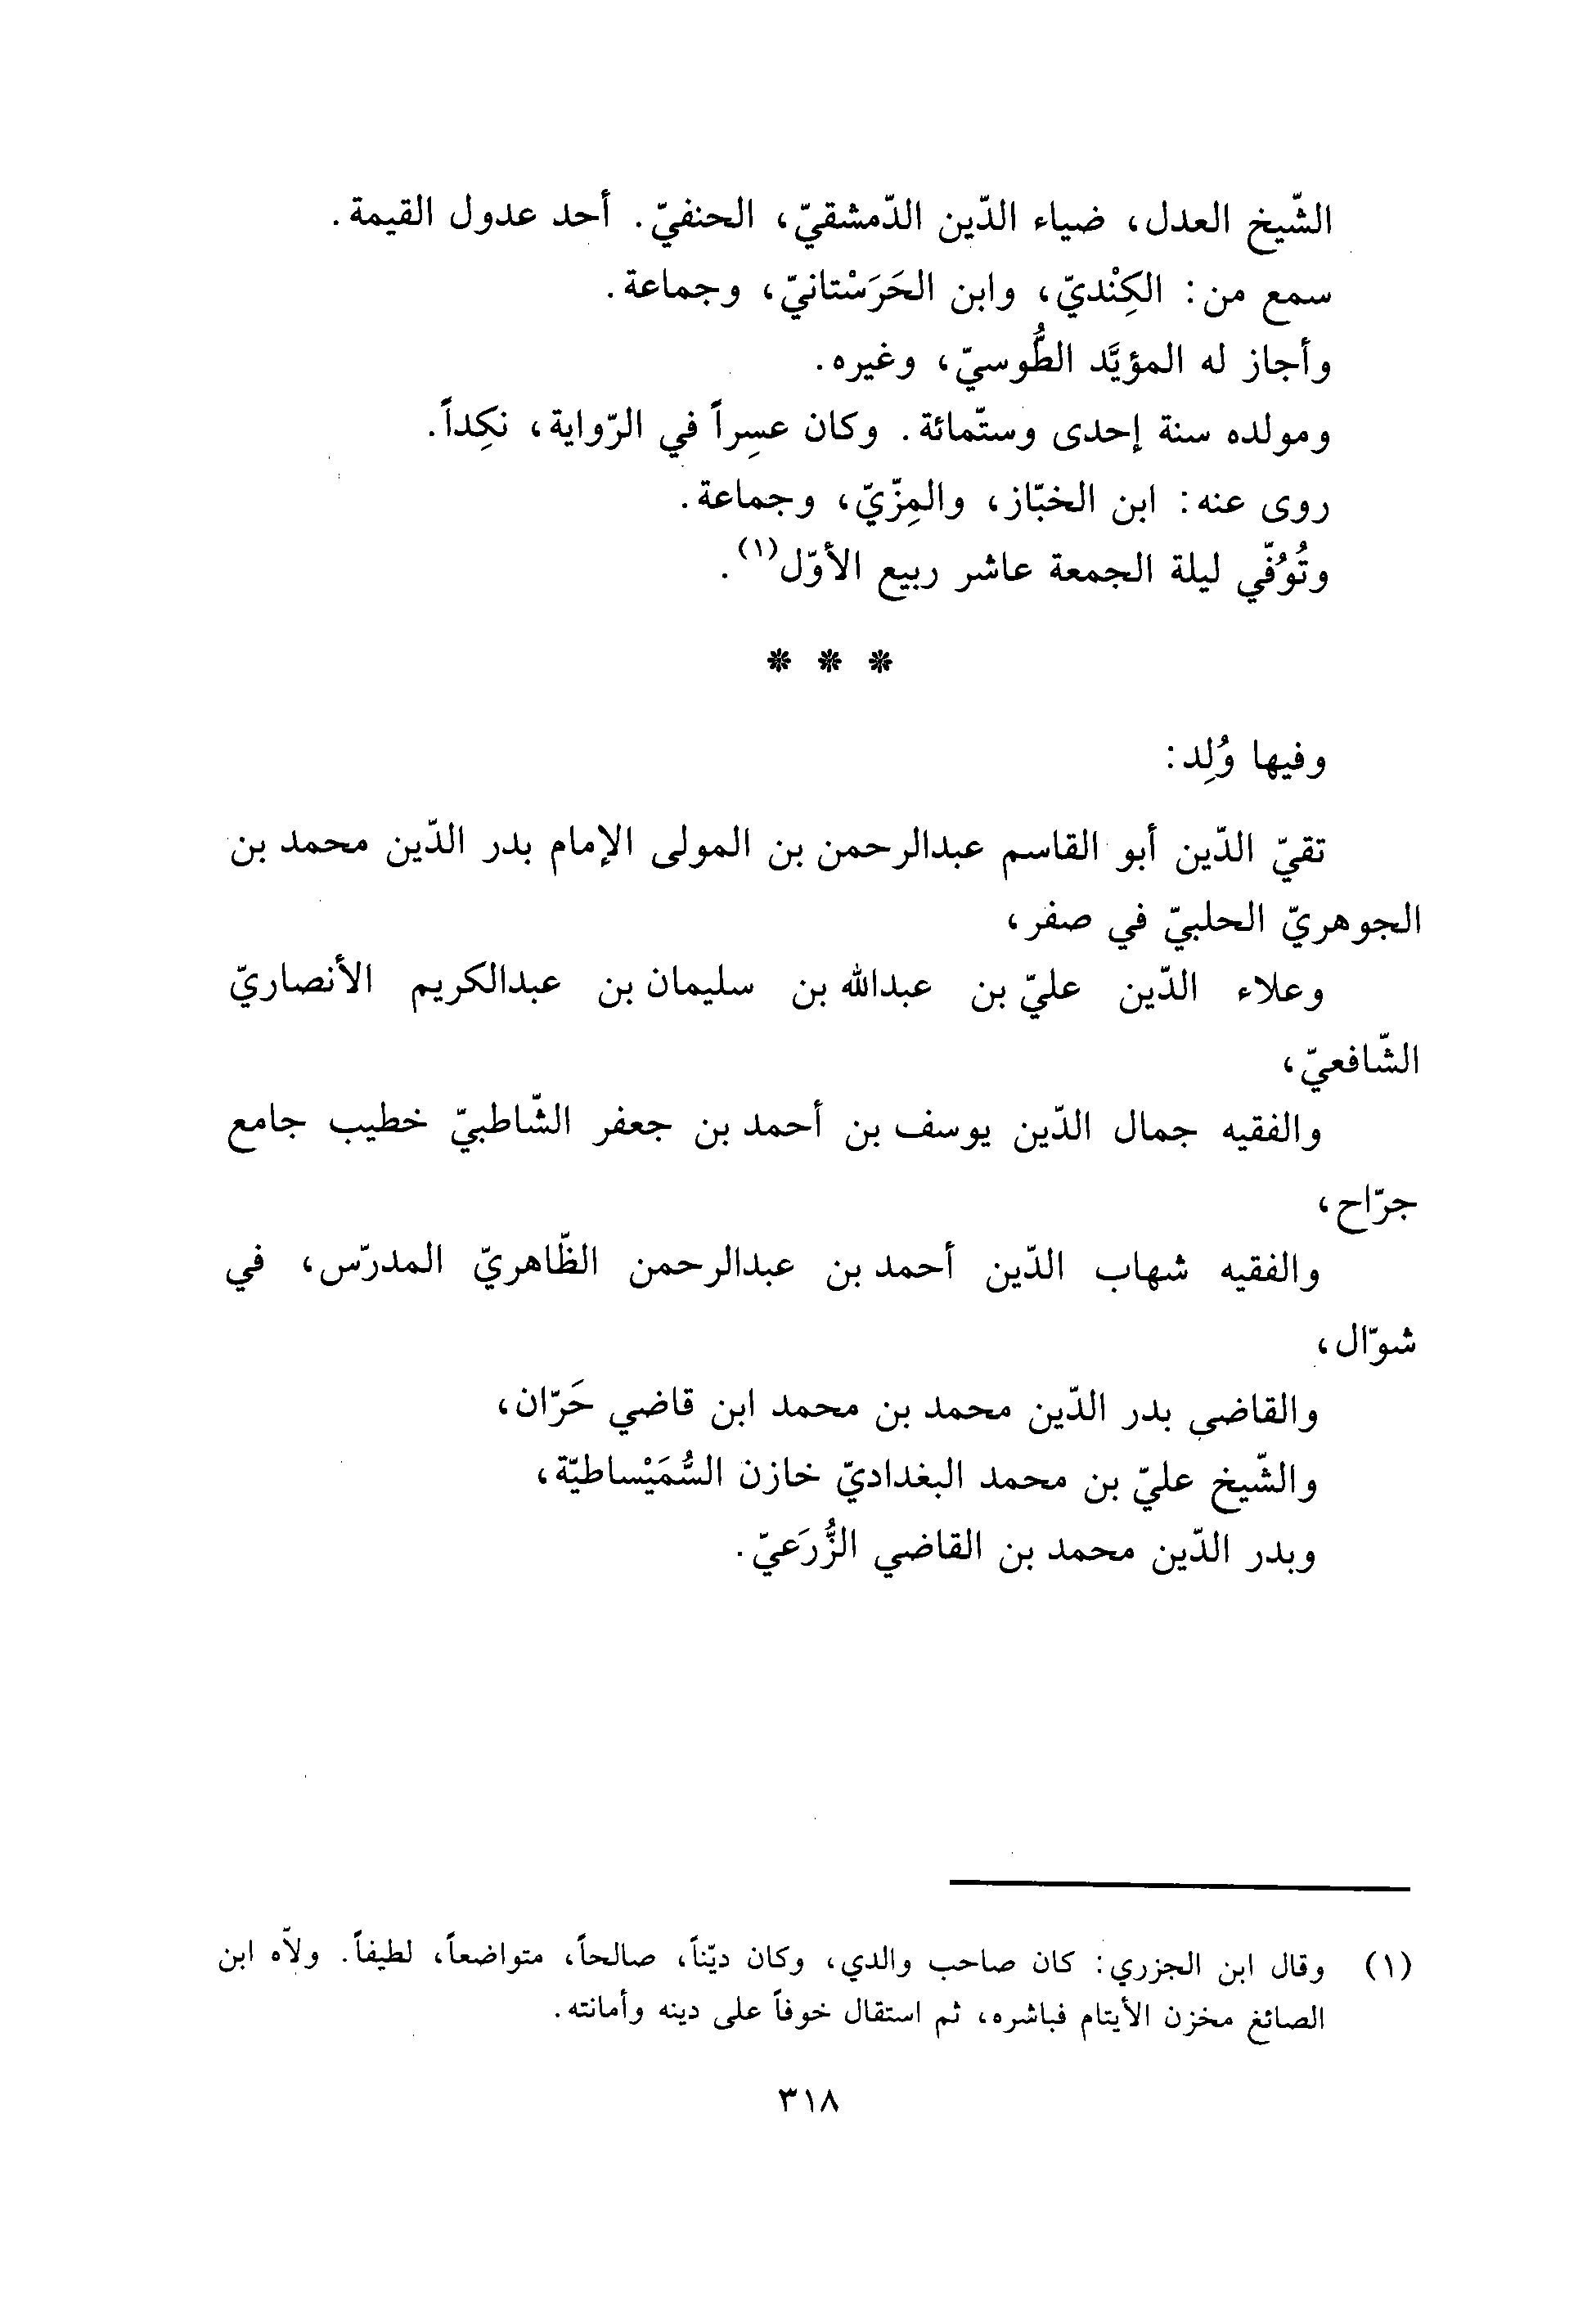 الشّيخ العدل، ضياء الدّين الدّمشقيّ، الحنفيّ. أحد عدول القيمة.
سمع من: الكِنْديّ، وابن الحَرَسْتانيّ، وجماعة.
وأجاز له المؤيَّد الطُّوسيّ، وغيره.
ومولده سنة إحدى وستّمائة. وكان عسِراً في الرّواية، نكِداً.
روى عنه: ابن الخبّاز، والمِزّيّ، وجماعة.
وتُوُفّي ليلة الجمعة عاشر ربيع الأوّل(١).
* * *
وفيها وُلِد:
تقيّ الدّين أبو القاسم عبدالرحمن بن المولى الإمام بدر الدّين محمد بن
الجوهريّ الحلبيّ في صفر،
وعلاء الدّين عليّ بن عبدالله بن سليمان بن عبدالكريم الأنصاريّ
الشّافعيّ،
والفقيه جمال الدّين يوسف بن أحمد بن جعفر الشّاطبيّ خطيب جامع
جرّاح،
والفقيه شهاب الدّين أحمد بن عبدالرحمن الظّاهريّ المدرّس، في
شوّال،
والقاضي بدر الدّين محمد بن محمد ابن قاضي حَرّان،
والشّيخ عليّ بن محمد البغداديّ خازن السُّمَيْساطيّة،
وبدر الدّين محمد بن القاضي الزُّرَعيّ.
(١) وقال ابن الجزري: كان صاحب والدي، وكان ديّناً، صالحاً، متواضعاً، لطيفاً. ولاّه ابن
الصائغ مخزن الأيتام فباشره، ثم استقال خوفاً على دينه وأمانته.
٣١٨